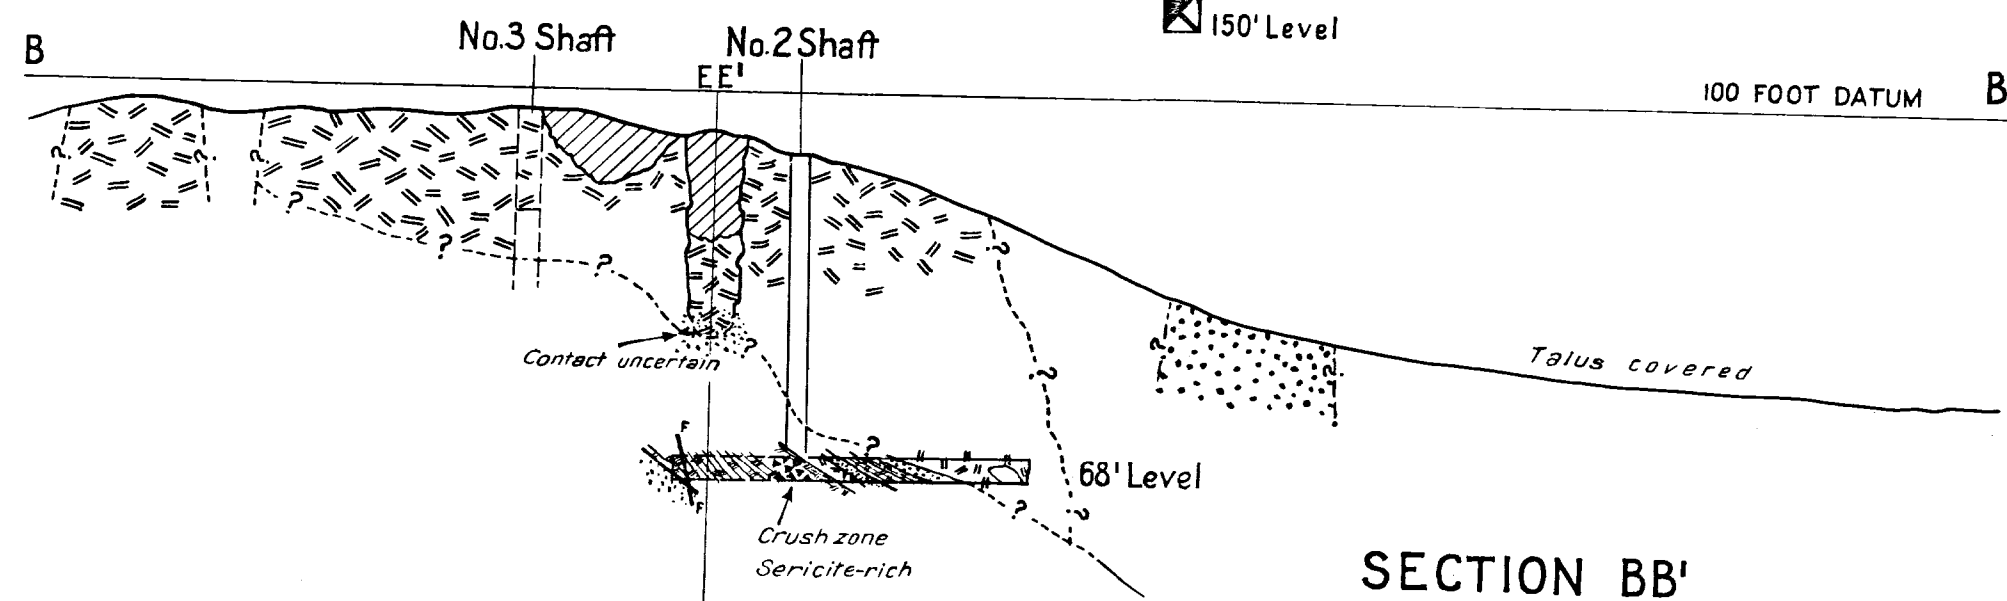 150' Level
No.3 Shaft
No.2 Shaft
B
EE'
100 FOOT DATUM
B
?
?
?
?
?
?
?
?
?
?
Contact uncertain
?
?
?
Talus covered
F
?
68' Level
F
?
?
Crush zone
Sericite-rich
SECTION BB'